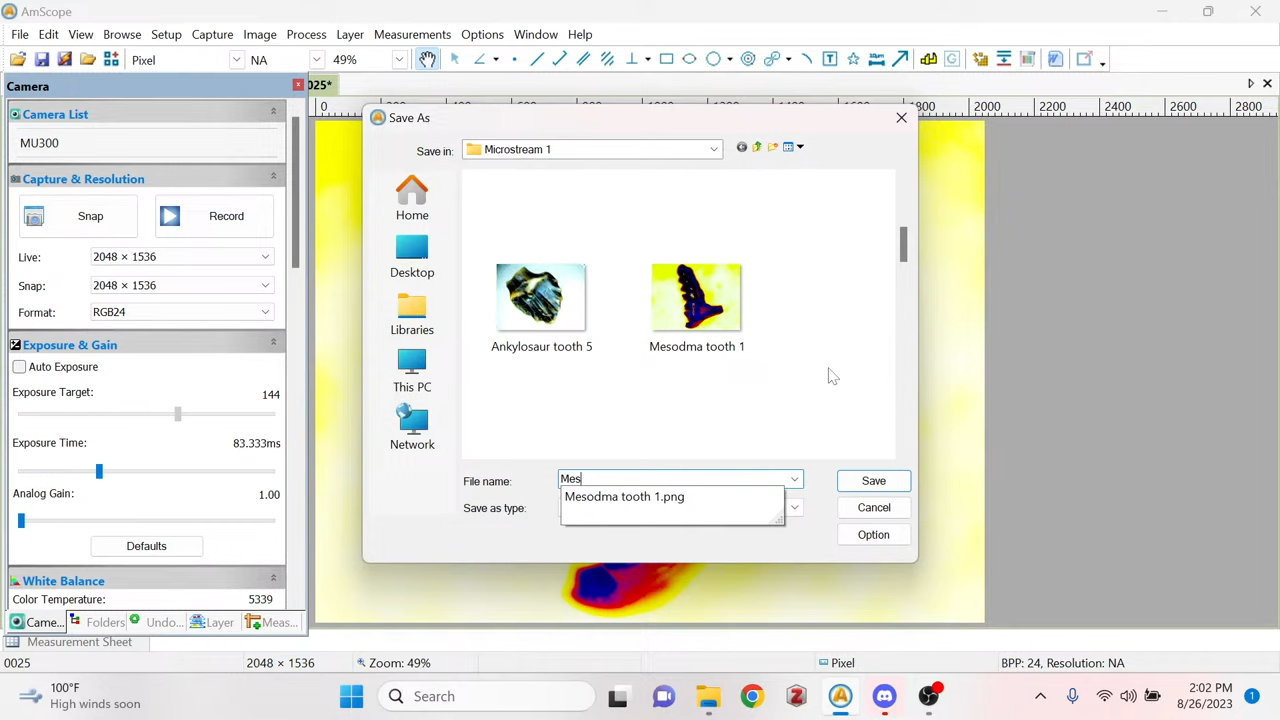 AmScope
File Edit View Browse Setup Capture Image Process Layer Measurements Options Window Help
Pixel NA 49%
Camera
025*
0 1400 2000 2200 2400 2600 2800
Camera List
MU300
Capture & Resolution
Snap Record
Live: 2048 × 1536
Snap: 2048 × 1536
Format: RGB24
Exposure & Gain
Auto Exposure
Exposure Target: 144
Exposure Time: 83.333ms
Analog Gain: 1.00
Defaults
White Balance
Color Temperature: 5339
Came... Folders Undo... Layer Meas...
Measurement Sheet
Save As
Save in: Microstream 1
Home
Desktop
Libraries
This PC
Network
Ankylosaur tooth 5 Mesodma tooth 1
File name: Mes Save
Mesodma tooth 1.png
Save as type: Cancel
Option
0025 2048 × 1536 Zoom: 49% Pixel BPP: 24, Resolution: NA
100°F
High winds soon
Search
2:02 PM
8/26/2023
1